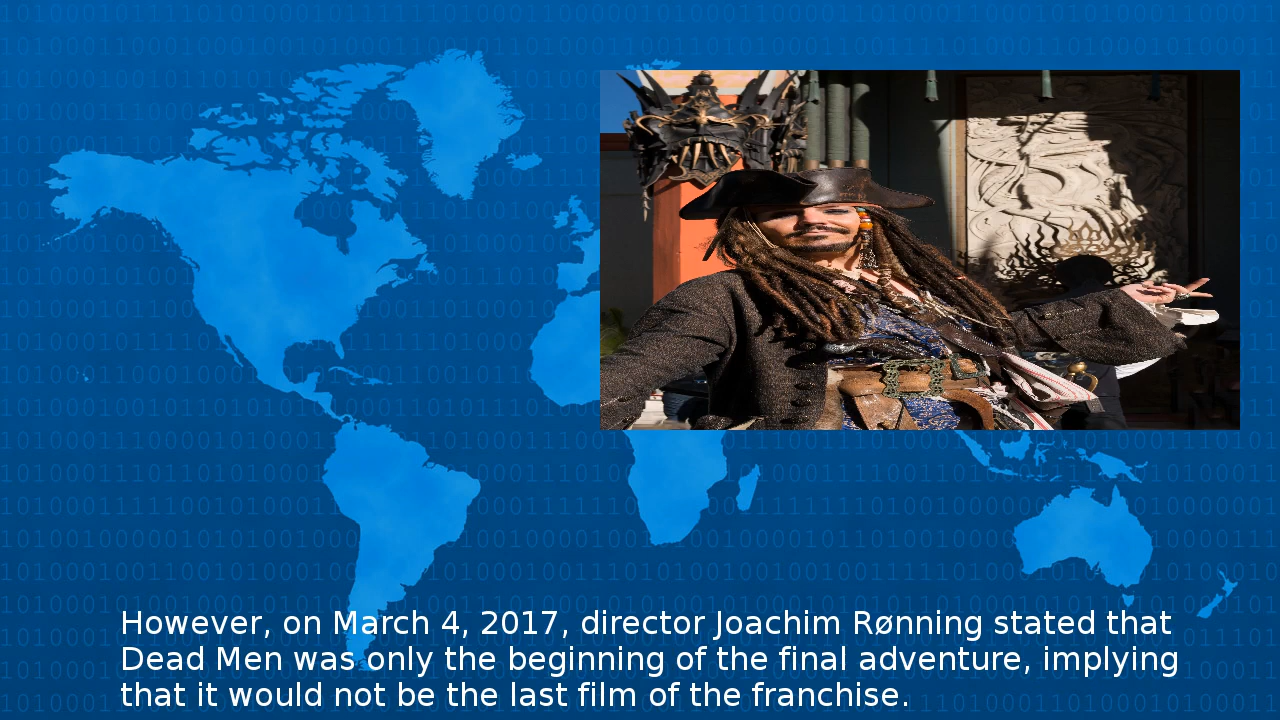 However, on March 4, 2017, director Joachim Rønning stated that
Dead Men was only the beginning of the final adventure, implying
that it would not be the last film of the franchise.